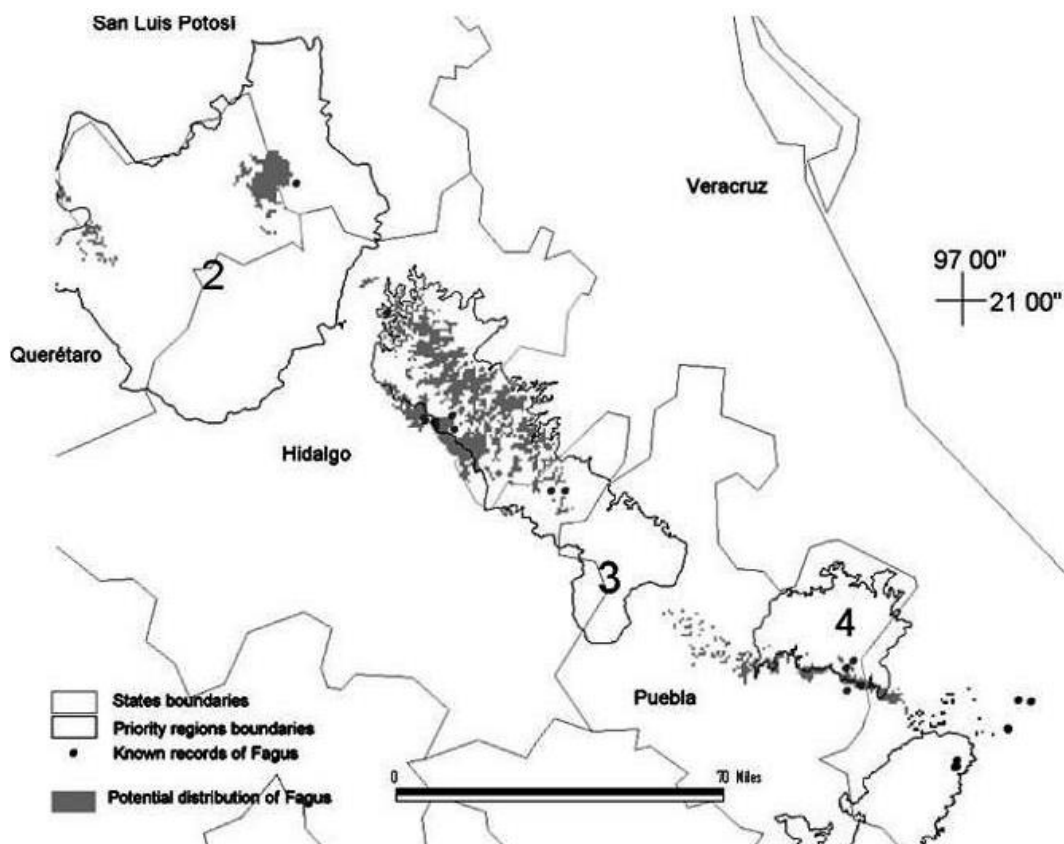 San Luis Potosí
Veracruz
97 00"
21 00"
2
Querétaro
Hidalgo
3
4
Puebla
States boundaries
Priority regions boundaries
Known records of Fagus
Potential distribution of Fagus
0 70 Miles